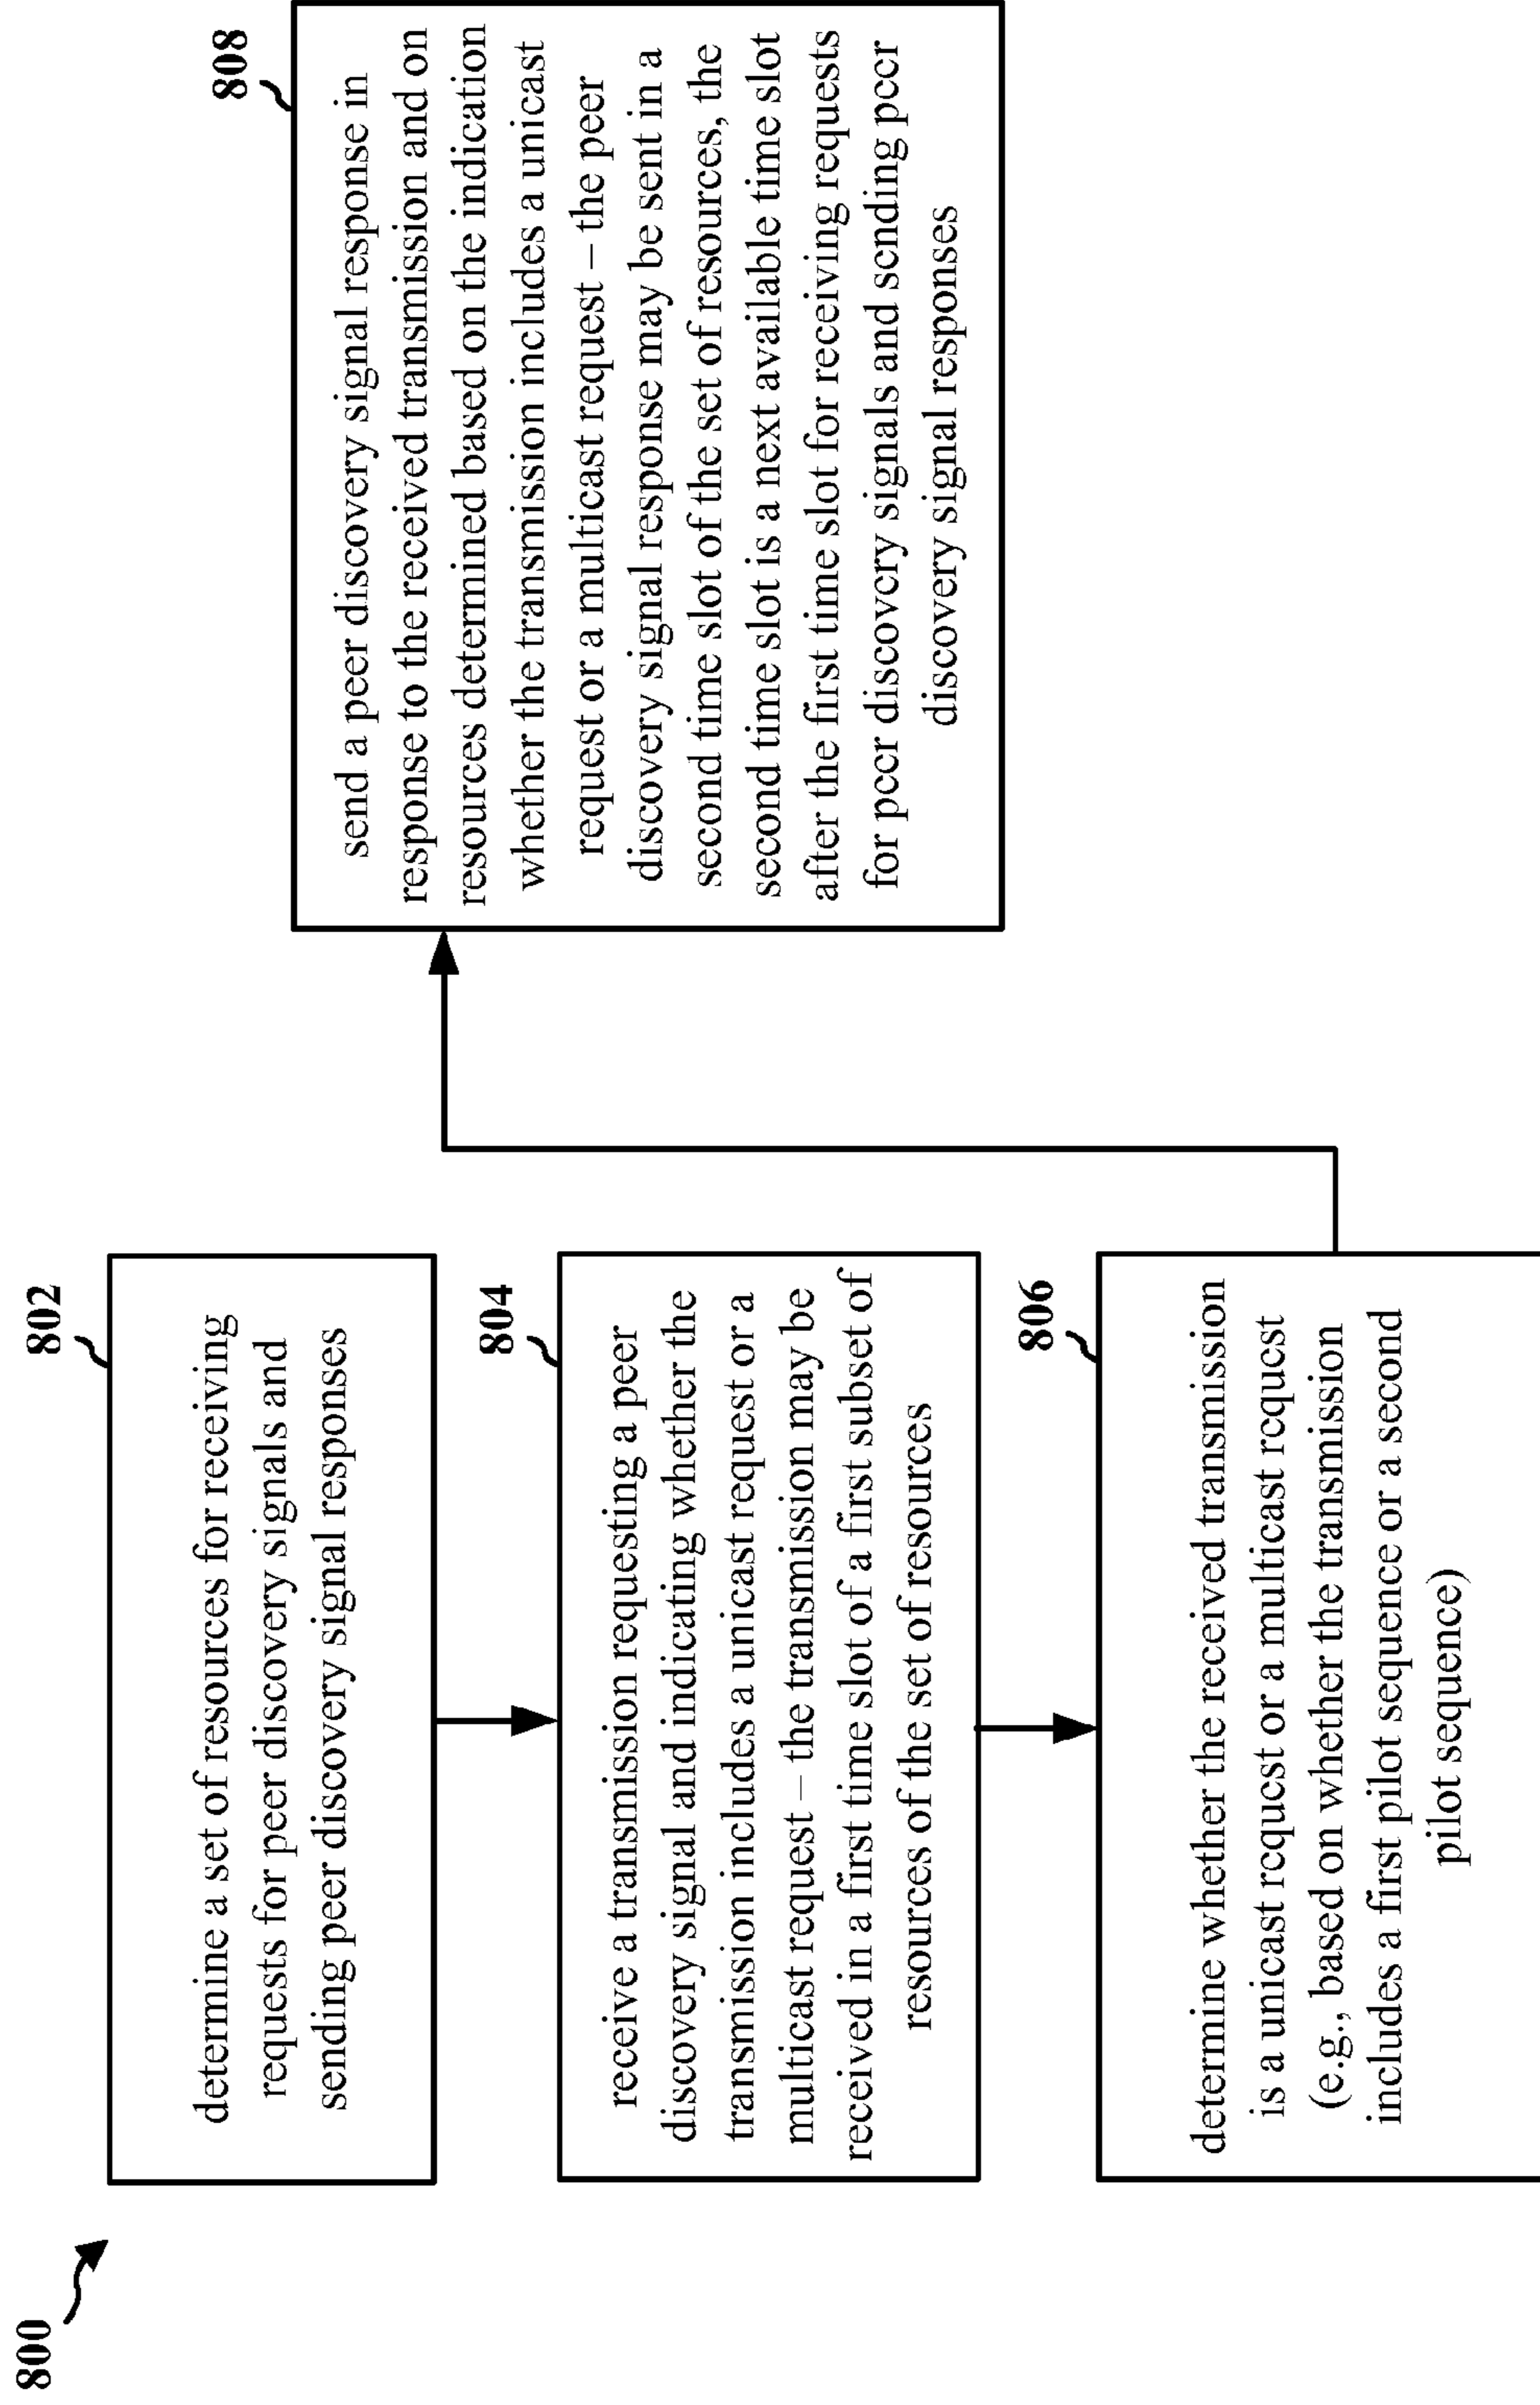 800
802
determine a set of resources for receiving
requests for peer discovery signals and
sending peer discovery signal responses
804
receive a transmission requesting a peer
discovery signal and indicating whether the
transmission includes a unicast request or a
multicast request – the transmission may be
received in a first time slot of a first subset of
resources of the set of resources
806
determine whether the received transmission
is a unicast request or a multicast request
(e.g., based on whether the transmission
includes a first pilot sequence or a second
pilot sequence)
808
send a peer discovery signal response in
response to the received transmission and on
resources determined based on the indication
whether the transmission includes a unicast
request or a multicast request – the peer
discovery signal response may be sent in a
second time slot of the set of resources, the
second time slot is a next available time slot
after the first time slot for receiving requests
for peer discovery signals and sending peer
discovery signal responses